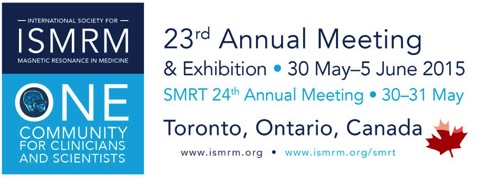 INTERNATIONAL SOCIETY FOR
ISMRM
MAGNETIC RESONANCE IN MEDICINE
ONE
COMMUNITY
FOR CLINICIANS
AND SCIENTISTS
23rd Annual Meeting
& Exhibition • 30 May–5 June 2015
SMRT 24th Annual Meeting • 30–31 May
Toronto, Ontario, Canada
www.ismrm.org • www.ismrm.org/smrt